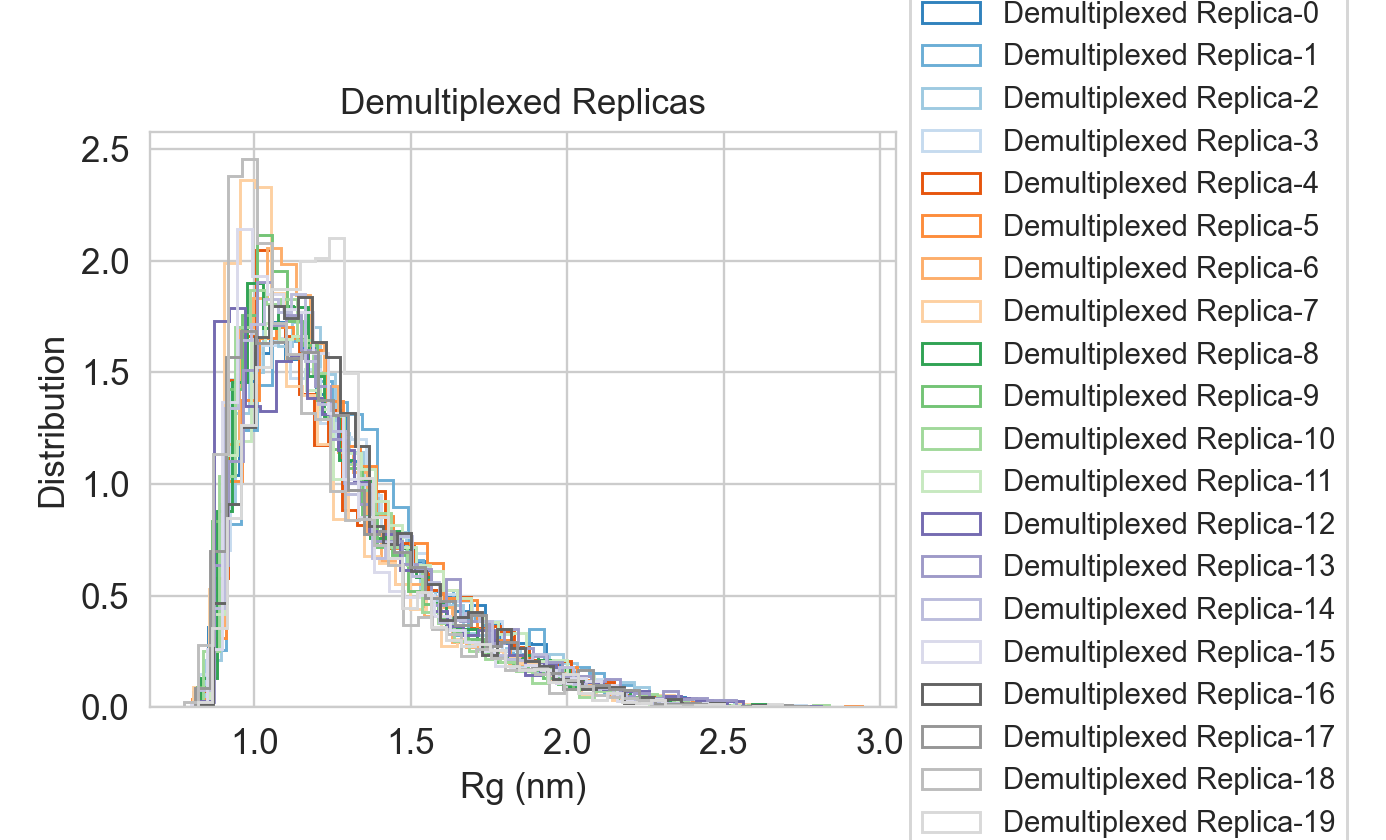 Demultiplexed Replicas
2.5
2.0
1.5
1.0
0.5
0.0
Distribution
1.0
1.5
2.0
2.5
3.0
Rg (nm)
Demultiplexed Replica-0
Demultiplexed Replica-1
Demultiplexed Replica-2
Demultiplexed Replica-3
Demultiplexed Replica-4
Demultiplexed Replica-5
Demultiplexed Replica-6
Demultiplexed Replica-7
Demultiplexed Replica-8
Demultiplexed Replica-9
Demultiplexed Replica-10
Demultiplexed Replica-11
Demultiplexed Replica-12
Demultiplexed Replica-13
Demultiplexed Replica-14
Demultiplexed Replica-15
Demultiplexed Replica-16
Demultiplexed Replica-17
Demultiplexed Replica-18
Demultiplexed Replica-19